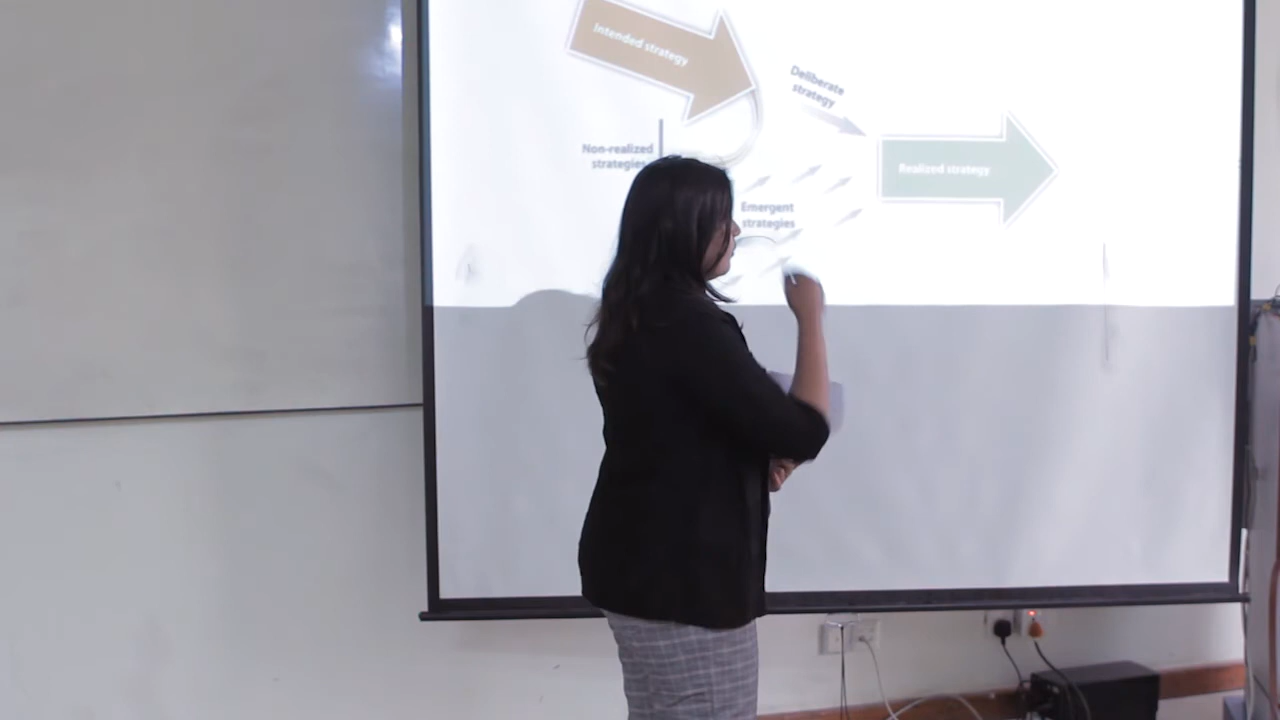 Intended strategy
Deliberate
strategy
Non-realized
strategies
Realized strategy
Emergent
strategies